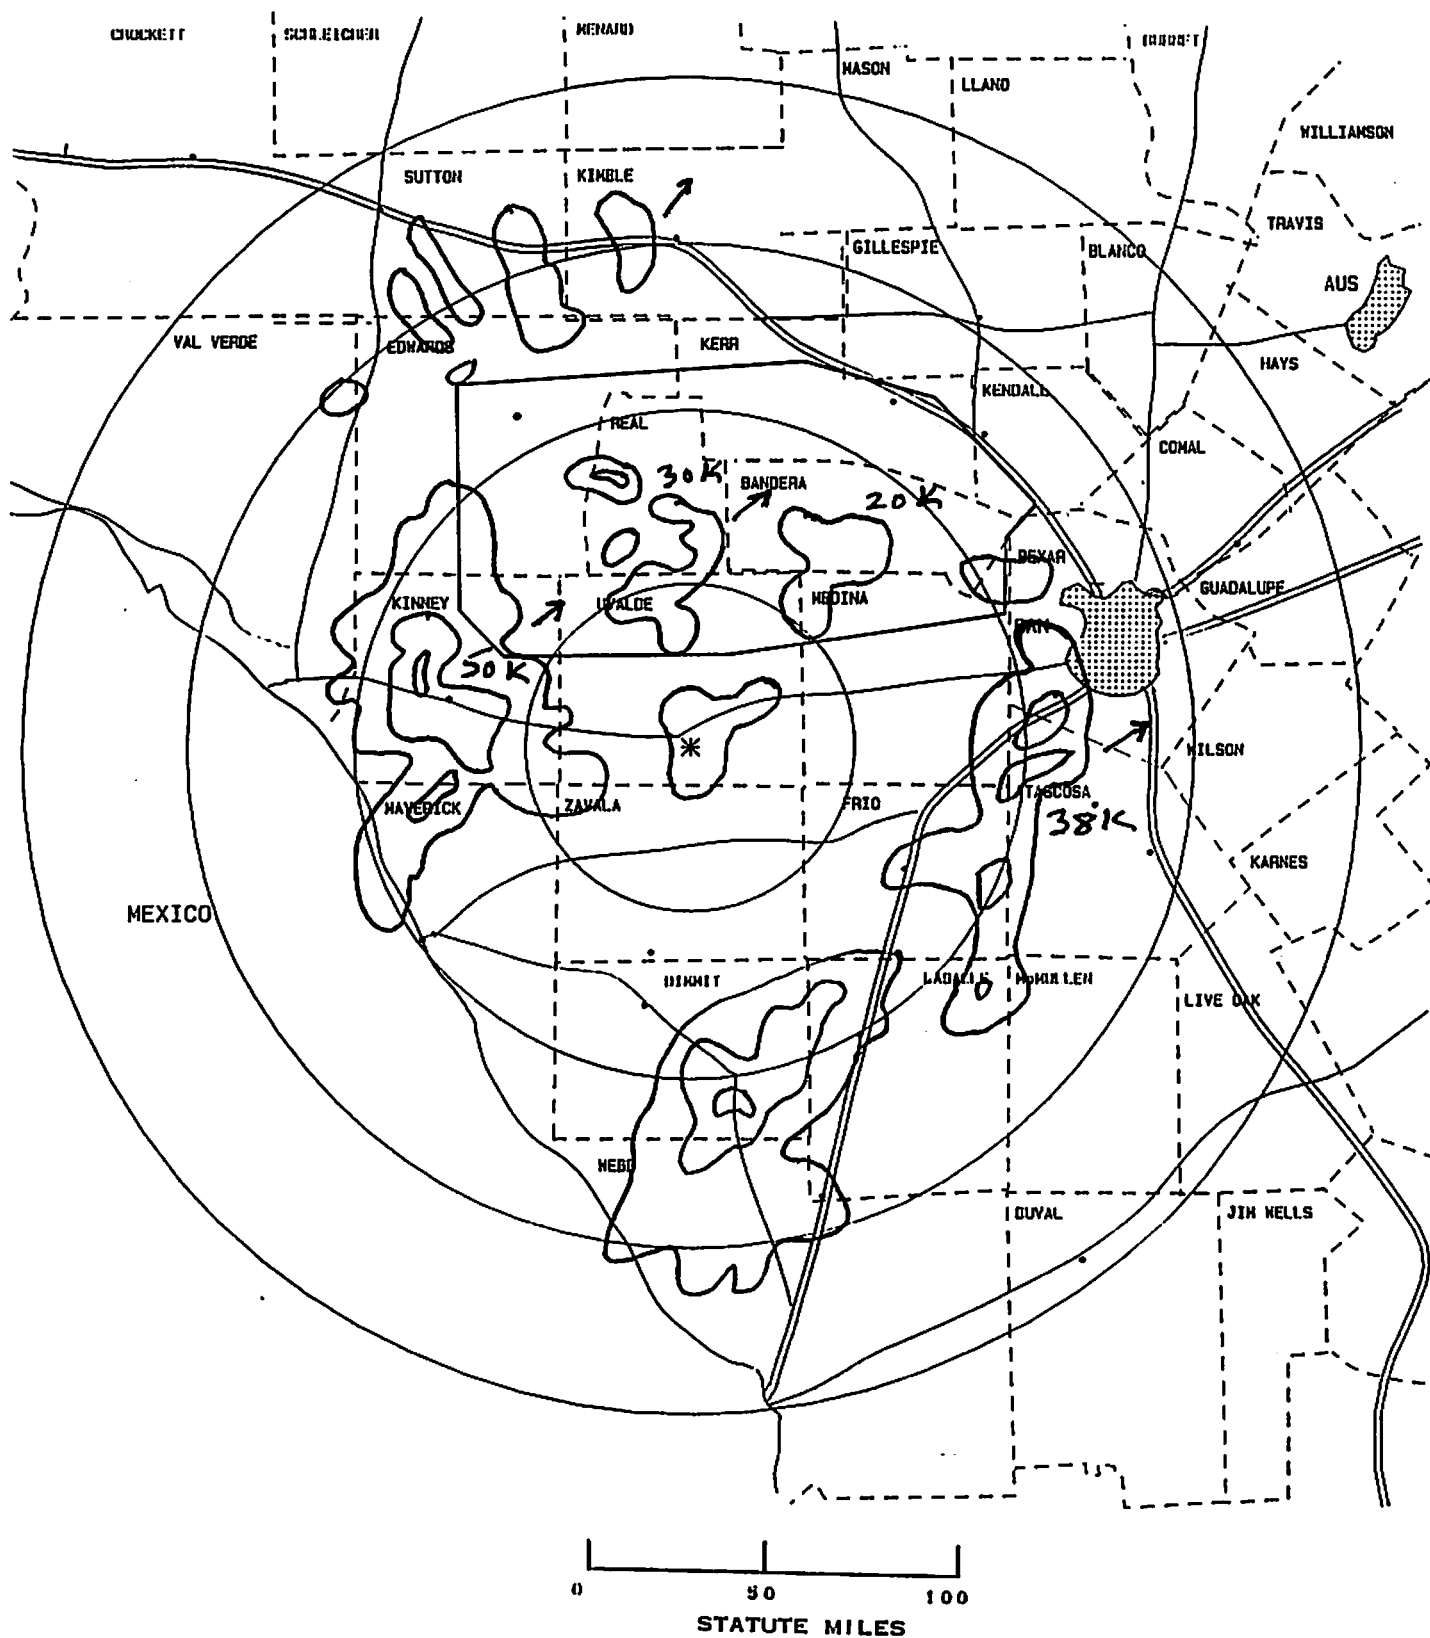 CROCKETT
SCHLEICHER
MENARD
MASON
LLANO
WILLIAMSON
SUTTON
KIMBLE
TRAVIS
GILLESPIE
BLANCO
AUS
VAL VERDE
EDWARDS
KERR
HAYS
KENDALL
REAL
COMAL
30K
BANDERA
20K
BEXAR
GUADALUPE
KINNEY
UVALDE
MEDINA
SAN
50K
WILSON
MAVERICK
ZAVALA
FRIO
ATASCOSA
38K
KARNES
MEXICO
DIMMIT
LASALLE
McMULLEN
LIVE OAK
WEBB
DUVAL
JIM WELLS
0
50
100
STATUTE MILES